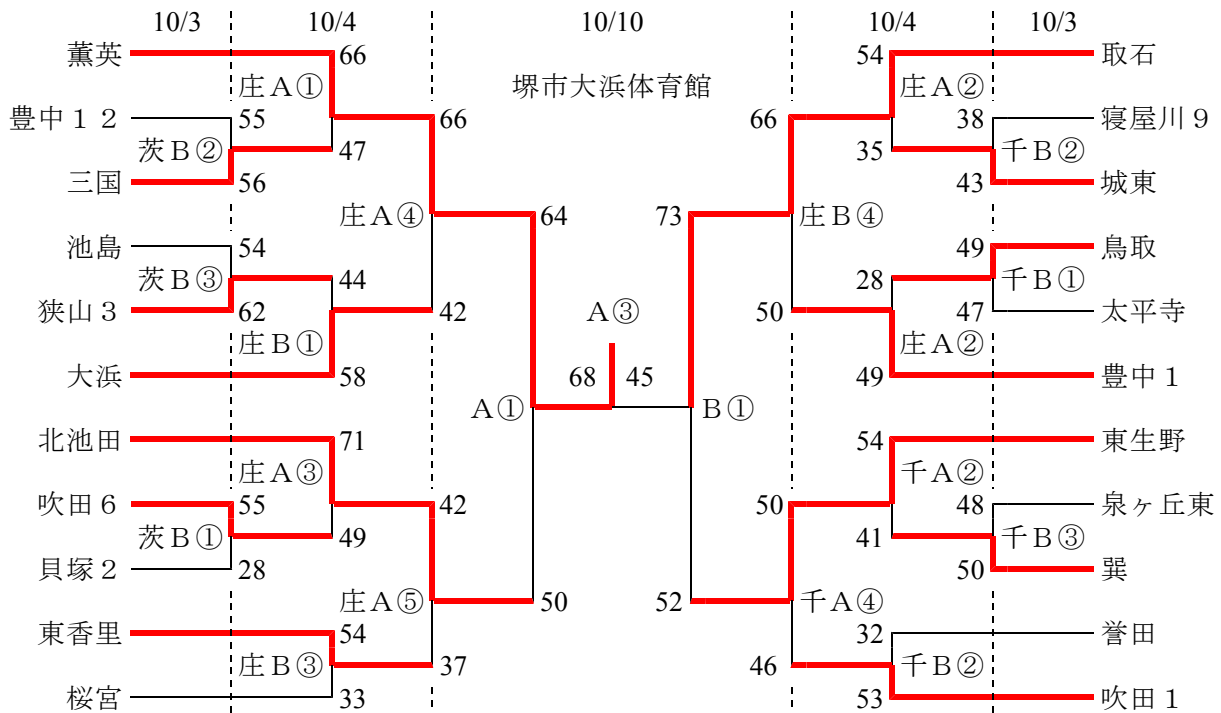 10/3 10/4 10/10 10/4 10/3
薫英 66 54 取石
庄A① 堺市大浜体育館 庄A②
豊中12 55 66 66 38 寝屋川9
茨B② 47 35 千B②
三国 56 43 城東
庄A④ 64 73 庄B④
池島 54 49 鳥取
茨B③ 44 28 千B①
狭山3 62 42 A③ 50 47 太平寺
庄B① 庄A②
大浜 58 68 45 49 豊中1
A① B①
北池田 71 54 東生野
庄A③ 千A②
吹田6 55 42 50 48 泉ヶ丘東
茨B① 49 41 千B③
貝塚2 28 50 巽
庄A⑤ 50 52 千A④
東香里 54 32 誉田
庄B③ 37 46 千B②
桜宮 33 53 吹田1